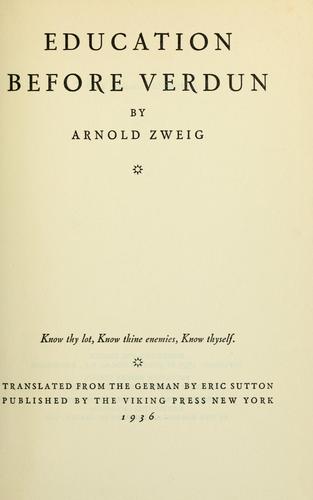 EDUCATION
BEFORE VERDUN
BY
ARNOLD ZWEIG
Know thy lot, Know thine enemies, Know thyself.
TRANSLATED FROM THE GERMAN BY ERIC SUTTON
PUBLISHED BY THE VIKING PRESS NEW YORK
1936